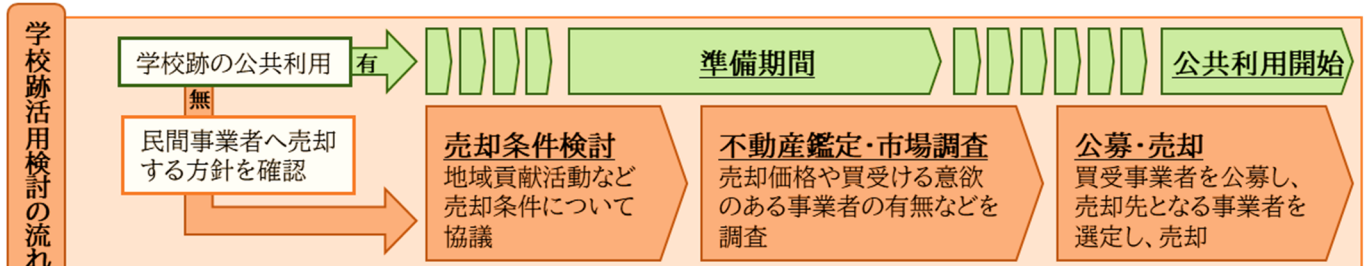 学校跡活用検討の流れ
学校跡の公共利用
有
準備期間
公共利用開始
無
民間事業者へ売却
する方針を確認
売却条件検討
地域貢献活動など
売却条件について
協議
不動産鑑定・市場調査
売却価格や買受ける意欲
のある事業者の有無などを
調査
公募・売却
買受事業者を公募し、
売却先となる事業者を
選定し、売却